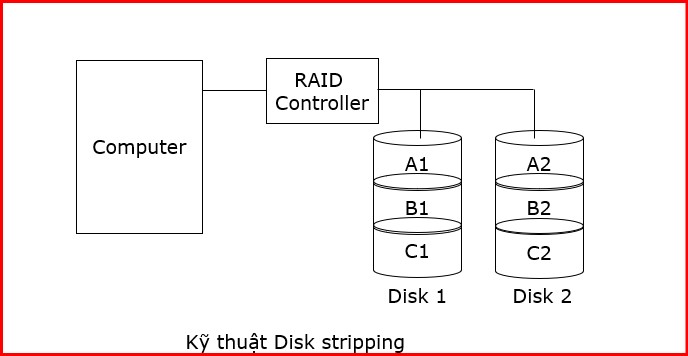 RAID
Controller
Computer
A1
A2
B1
B2
C1
C2
Disk 1
Disk 2
Kỹ thuật Disk stripping